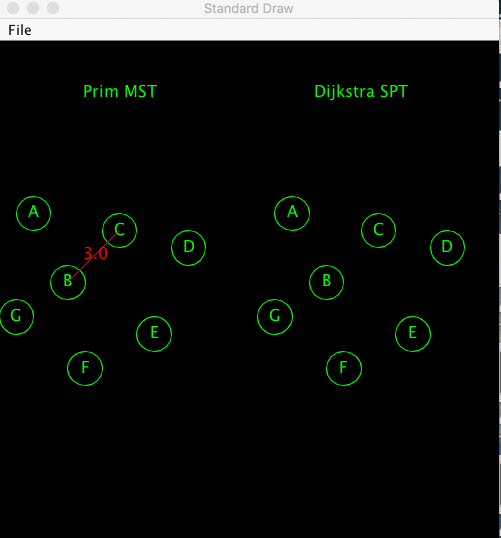 Standard Draw
File
Prim MST
Dijkstra SPT
A
C
D
3.0
B
G
E
F
A
C
D
B
G
E
F